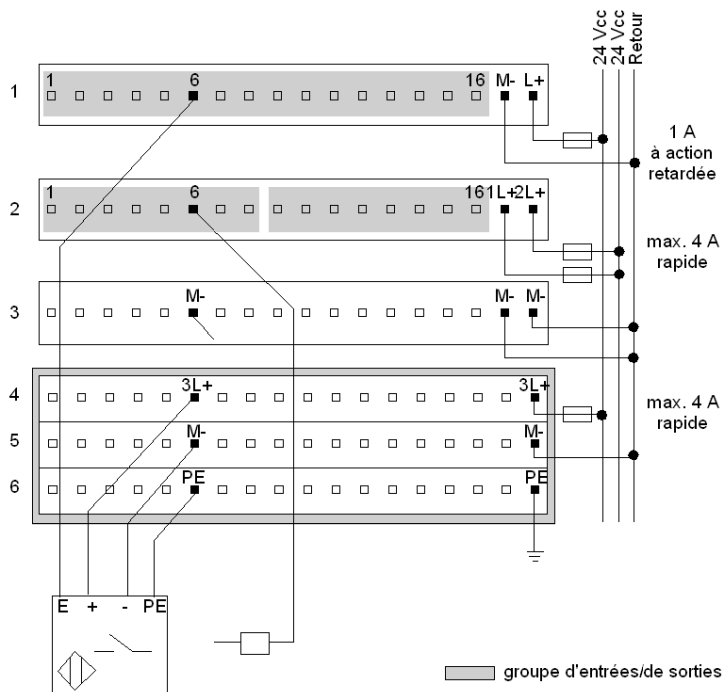 24 Vcc
24 Vcc
Retour
1
1
6
16
M-
L+
1 A
à action
retardée
2
1
6
16
1L+
2L+
max. 4 A
rapide
3
M-
M-
M-
4
3L+
3L+
max. 4 A
rapide
5
M-
M-
6
PE
PE
E + - PE
groupe d'entrées/de sorties